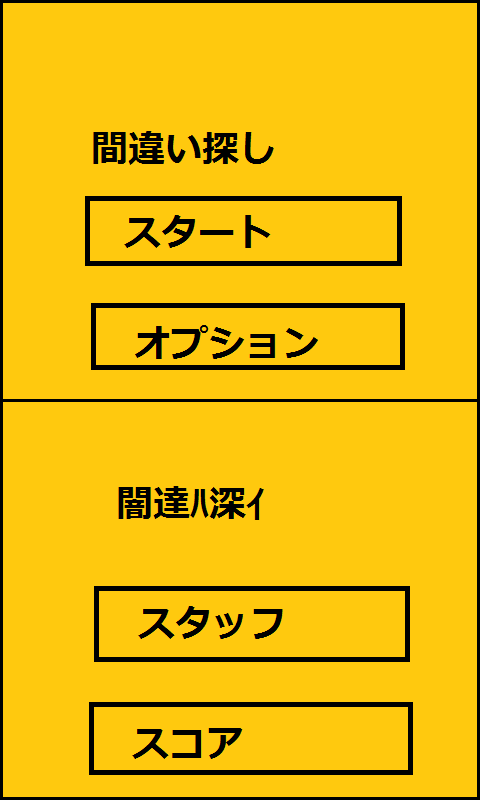 間違い探し
スタート
オプション
闇達ﾊ深ｲ
スタッフ
スコア